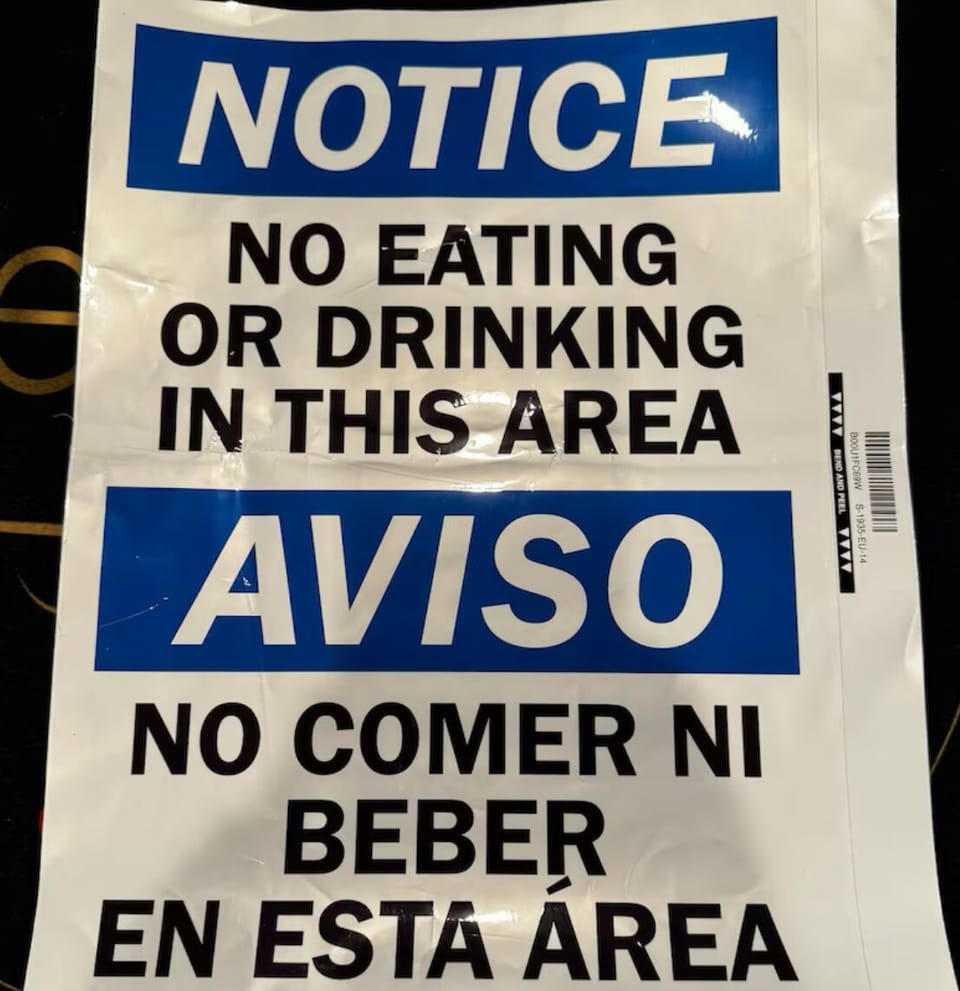 NOTICE
NO EATING
OR DRINKING
IN THIS AREA
AVISO
NO COMER NI
BEBER
EN ESTA ÁREA
BEND AND PEEL
S-1935-EU-14